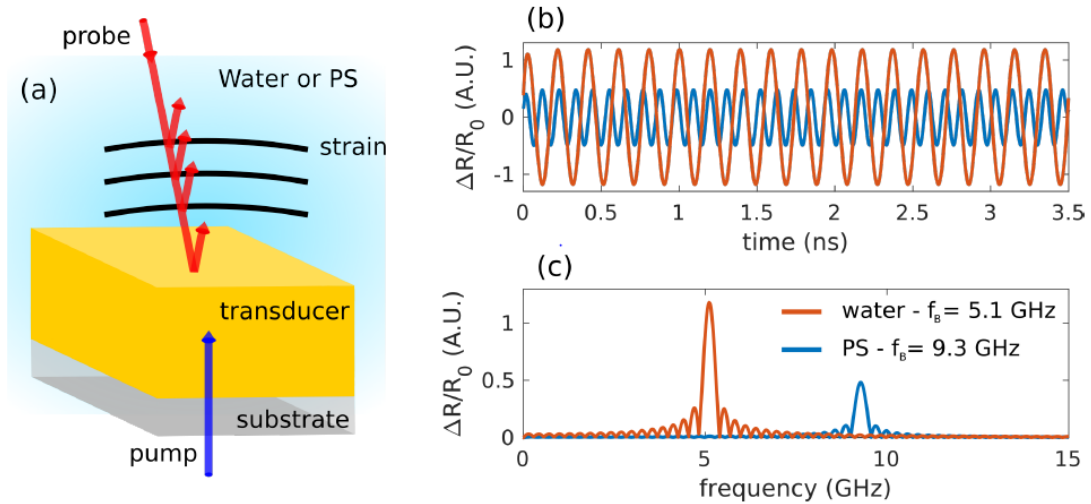 (a)
probe
Water or PS
strain
transducer
substrate
pump
(b)
ΔR/R₀ (A.U.)
1
0
-1
0 0.5 1 1.5 2 2.5 3 3.5
time (ns)
(c)
ΔR/R₀ (A.U.)
1
0.5
0
water - f_B= 5.1 GHz
PS - f_B= 9.3 GHz
0 5 10 15
frequency (GHz)